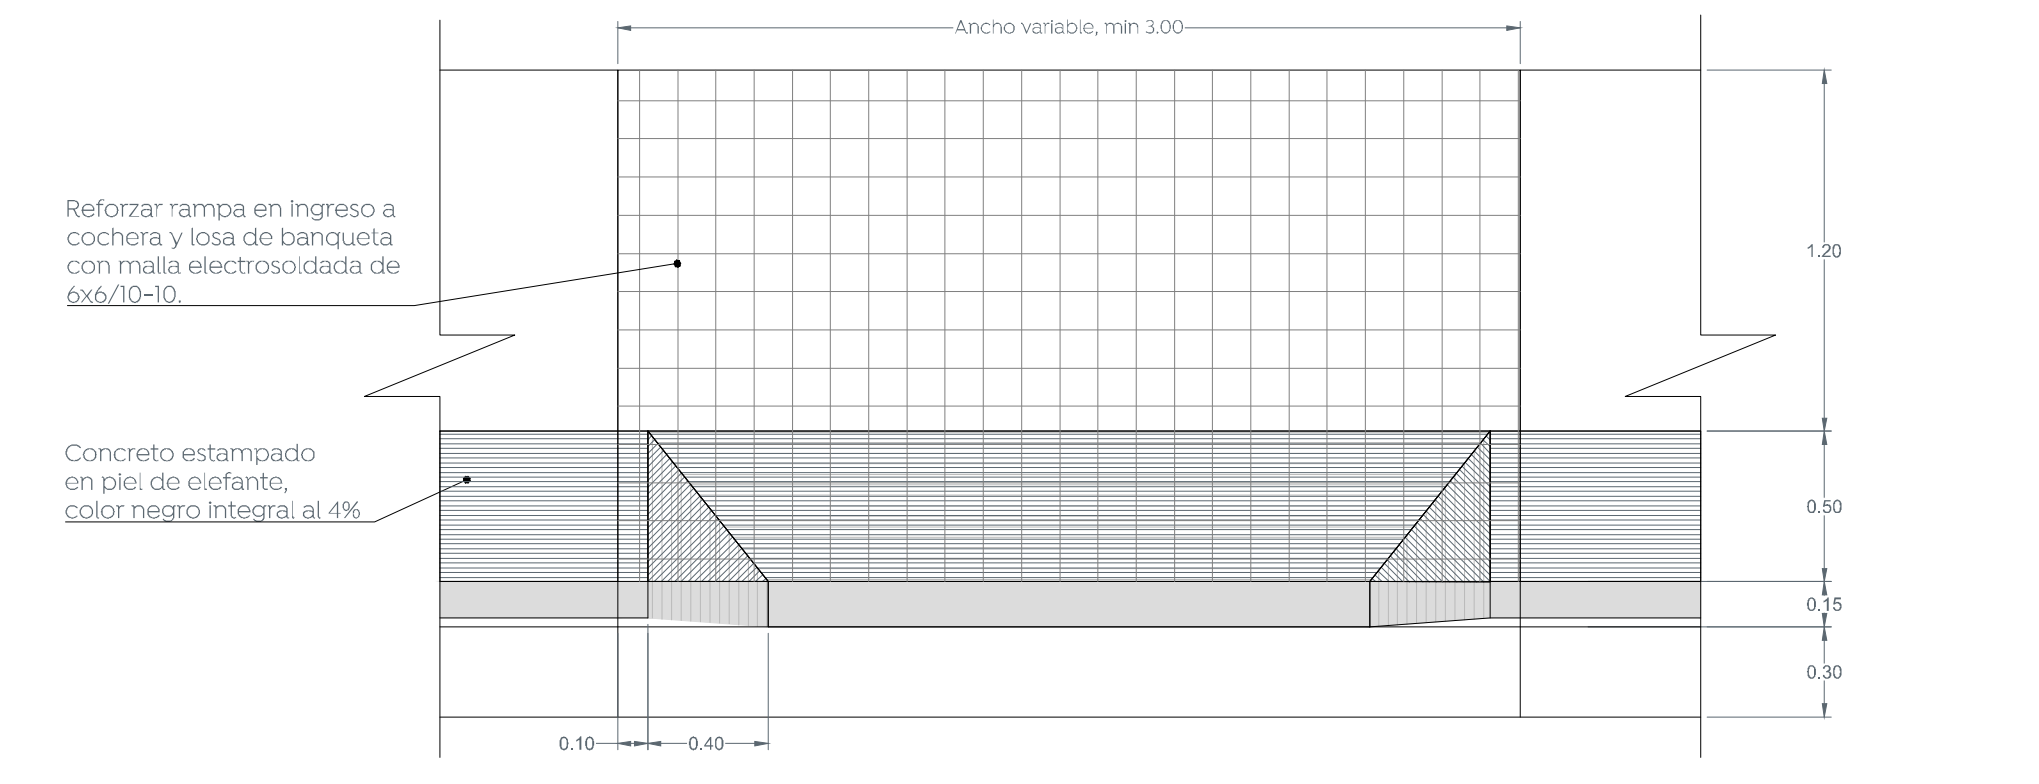 Ancho variable, min 3.00
Reforzar rampa en ingreso a
cochera y losa de banqueta
con malla electrosoldada de
6x6/10-10.
1.20
Concreto estampado
en piel de elefante,
color negro integral al 4%
0.50
0.15
0.30
0.10
0.40